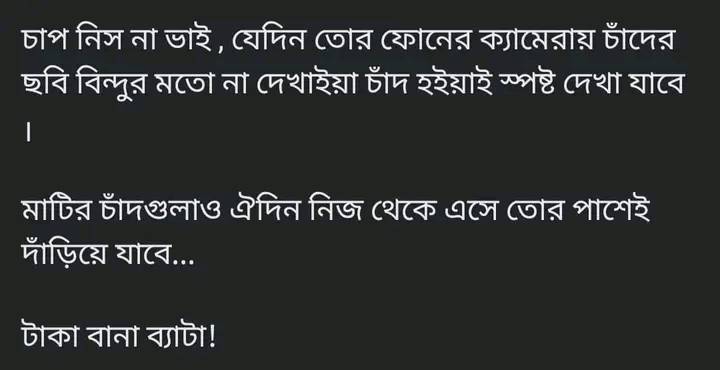 চাপ নিস না ভাই , যেদিন তোর ফোনের ক্যামেরায় চাঁদের
ছবি বিন্দুর মতো না দেখাইয়া চাঁদ হইয়াই স্পষ্ট দেখা যাবে
।
মাটির চাঁদগুলাও ঐদিন নিজ থেকে এসে তোর পাশেই
দাঁড়িয়ে যাবে...
টাকা বানা ব্যাটা!